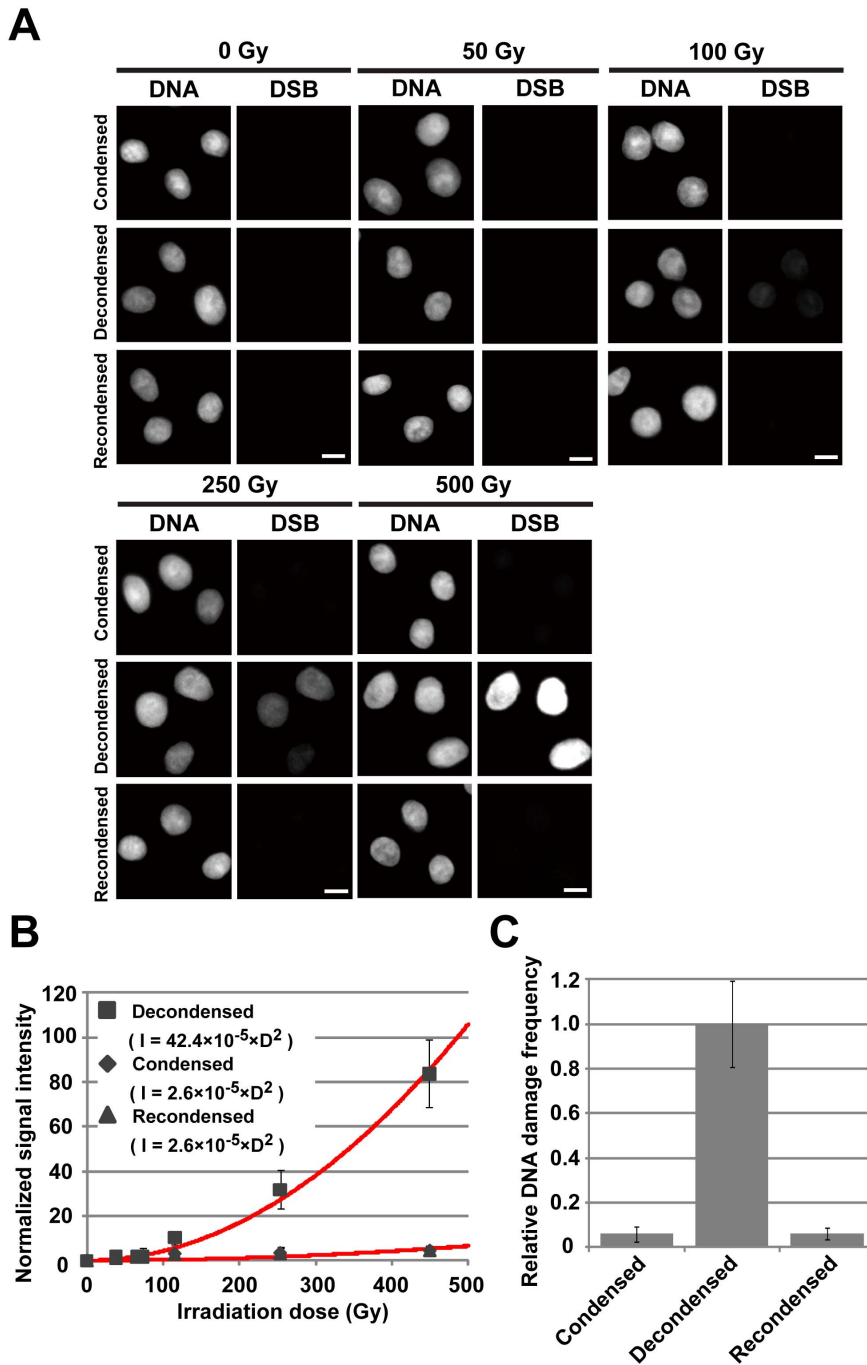 A
0 Gy 50 Gy 100 Gy
DNA DSB DNA DSB DNA DSB
Condensed
Decondensed
Recondensed
250 Gy 500 Gy
DNA DSB DNA DSB
Condensed
Decondensed
Recondensed
B
Normalized signal intensity
120
100
80
60
40
20
0
Decondensed
( I = 42.4×10⁻⁵×D² )
Condensed
( I = 2.6×10⁻⁵×D² )
Recondensed
( I = 2.6×10⁻⁵×D² )
0 100 200 300 400 500
Irradiation dose (Gy)
C
Relative DNA damage frequency
1.2
1.0
0.8
0.6
0.4
0.2
0
Condensed
Decondensed
Recondensed